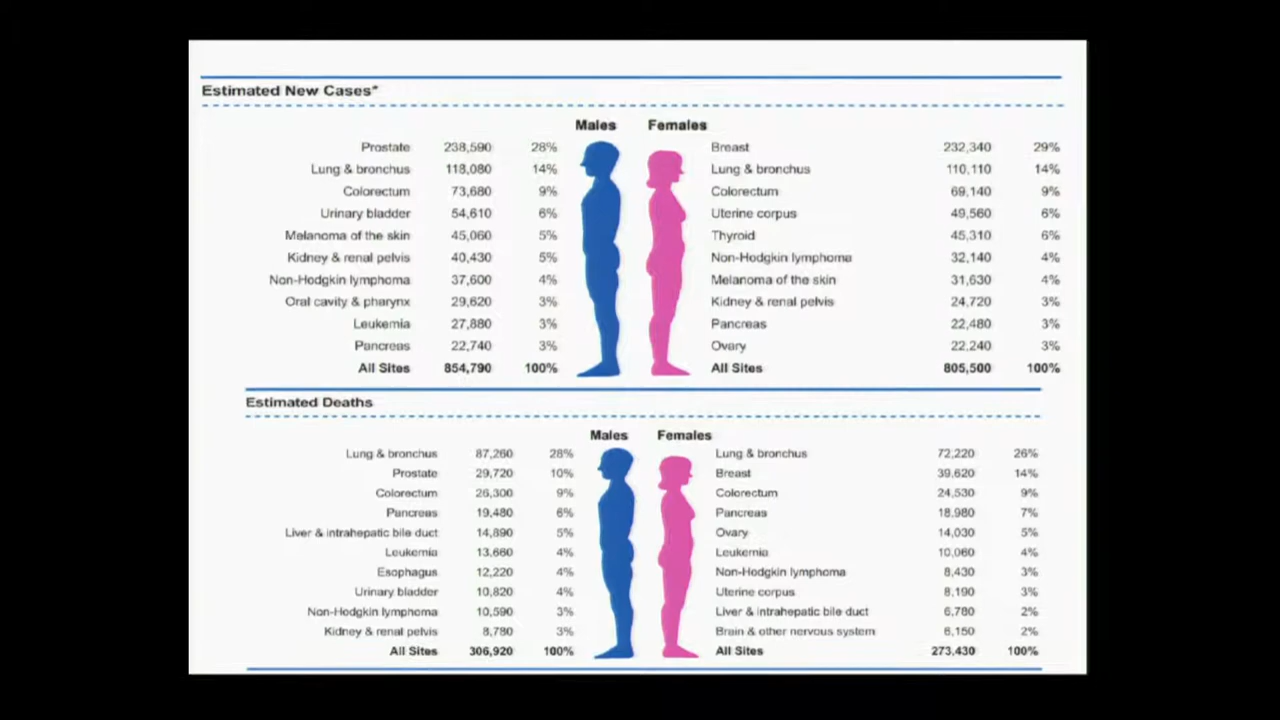 Estimated New Cases*
Males Females
Prostate 238,590 28% Breast 232,340 29%
Lung & bronchus 118,080 14% Lung & bronchus 110,110 14%
Colorectum 73,680 9% Colorectum 69,140 9%
Urinary bladder 54,610 6% Uterine corpus 49,560 6%
Melanoma of the skin 45,060 5% Thyroid 45,310 6%
Kidney & renal pelvis 40,430 5% Non-Hodgkin lymphoma 32,140 4%
Non-Hodgkin lymphoma 37,600 4% Melanoma of the skin 31,630 4%
Oral cavity & pharynx 29,620 3% Kidney & renal pelvis 24,720 3%
Leukemia 27,880 3% Pancreas 22,480 3%
Pancreas 22,740 3% Ovary 22,240 3%
All Sites 854,790 100% All Sites 805,500 100%
Estimated Deaths
Males Females
Lung & bronchus 87,260 28% Lung & bronchus 72,220 26%
Prostate 29,720 10% Breast 39,620 14%
Colorectum 26,300 9% Colorectum 24,530 9%
Pancreas 19,480 6% Pancreas 18,980 7%
Liver & intrahepatic bile duct 14,890 5% Ovary 14,030 5%
Leukemia 13,660 4% Leukemia 10,060 4%
Esophagus 12,220 4% Non-Hodgkin lymphoma 8,430 3%
Urinary bladder 10,820 4% Uterine corpus 8,190 3%
Non-Hodgkin lymphoma 10,590 3% Liver & intrahepatic bile duct 6,780 2%
Kidney & renal pelvis 8,780 3% Brain & other nervous system 6,150 2%
All Sites 306,920 100% All Sites 273,430 100%